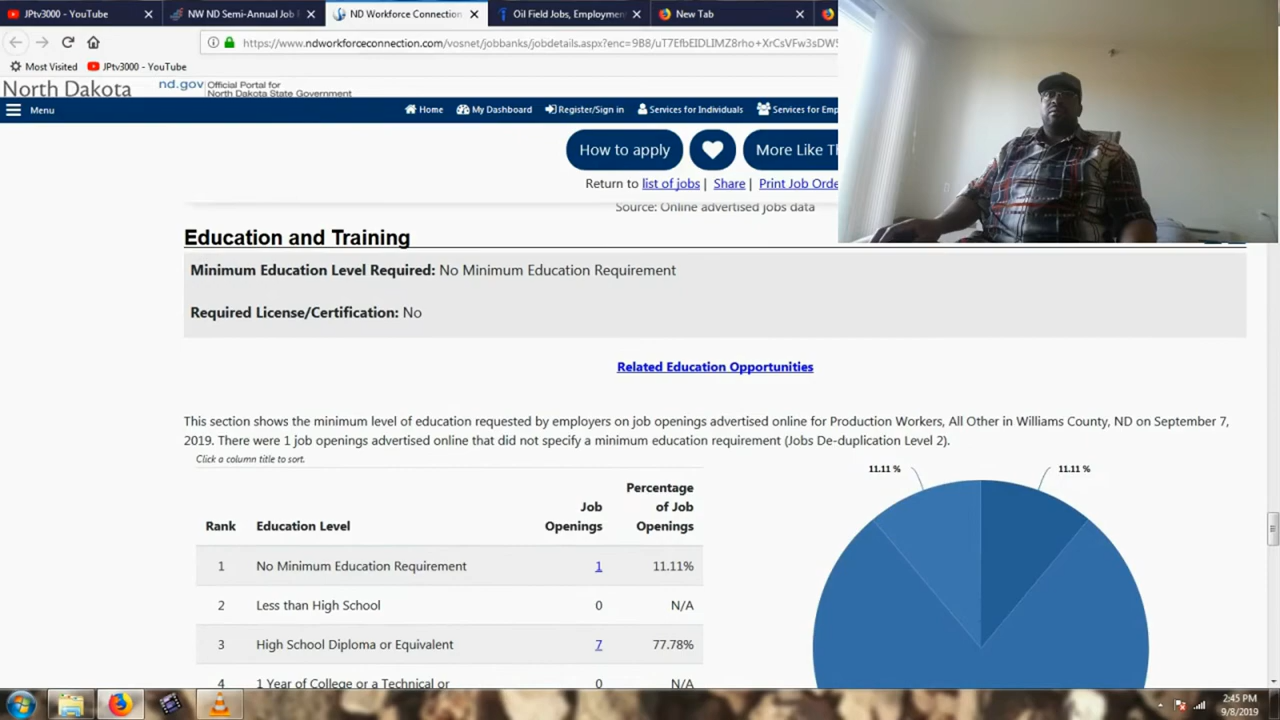 JPtv3000 - YouTube
NW ND Semi-Annual Job
ND Workforce Connection
Oil Field Jobs, Employmen
New Tab
https://www.ndworkforceconnection.com/vosnet/jobbanks/jobdetails.aspx?enc=9B8/uT7EfbEIDLIMZ8rho+XrCsVFw3sDW5
Most Visited
JPtv3000 - YouTube
North Dakota
nd.gov
Official Portal for
North Dakota State Government
Menu
Home
My Dashboard
Register/Sign in
Services for Individuals
Services for Emp
How to apply
More Like Th
Return to list of jobs | Share | Print Job Orde
Source: Online advertised jobs data
Education and Training
Minimum Education Level Required: No Minimum Education Requirement
Required License/Certification: No
Related Education Opportunities
This section shows the minimum level of education requested by employers on job openings advertised online for Production Workers, All Other in Williams County, ND on September 7,
2019. There were 1 job openings advertised online that did not specify a minimum education requirement (Jobs De-duplication Level 2).
Click a column title to sort.
Rank
Education Level
Job
Openings
Percentage
of Job
Openings
1 No Minimum Education Requirement 1 11.11%
2 Less than High School 0 N/A
3 High School Diploma or Equivalent 7 77.78%
4 1 Year of College or a Technical or 0 N/A
11.11 %
11.11 %
2:45 PM
9/8/2019